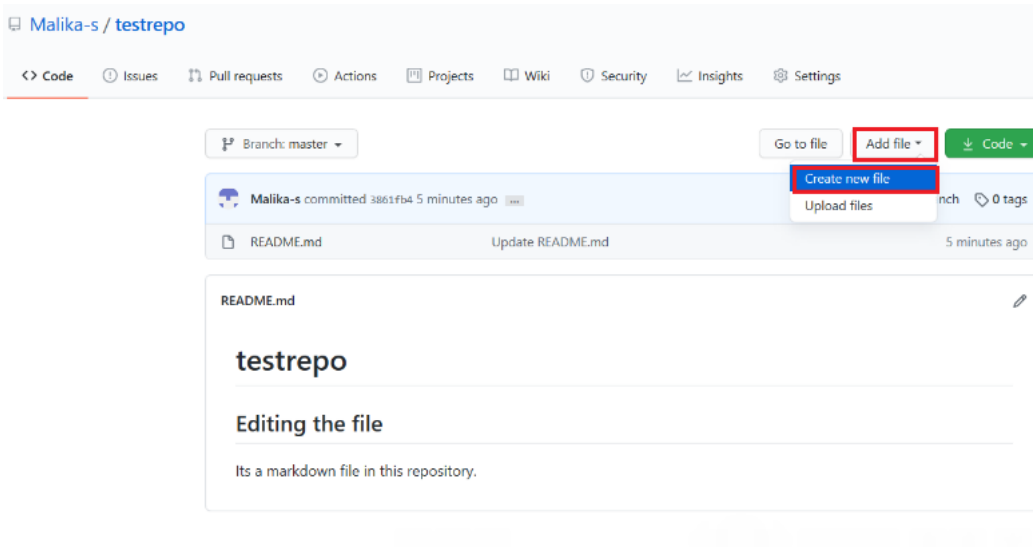 Malika-s / testrepo
<> Code Issues Pull requests Actions Projects Wiki Security Insights Settings
Branch: master Go to file Add file Code
Create new file
Upload files
Malika-s committed 3861fb4 5 minutes ago ... nch 0 tags
README.md Update README.md 5 minutes ago
README.md
testrepo
Editing the file
Its a markdown file in this repository.